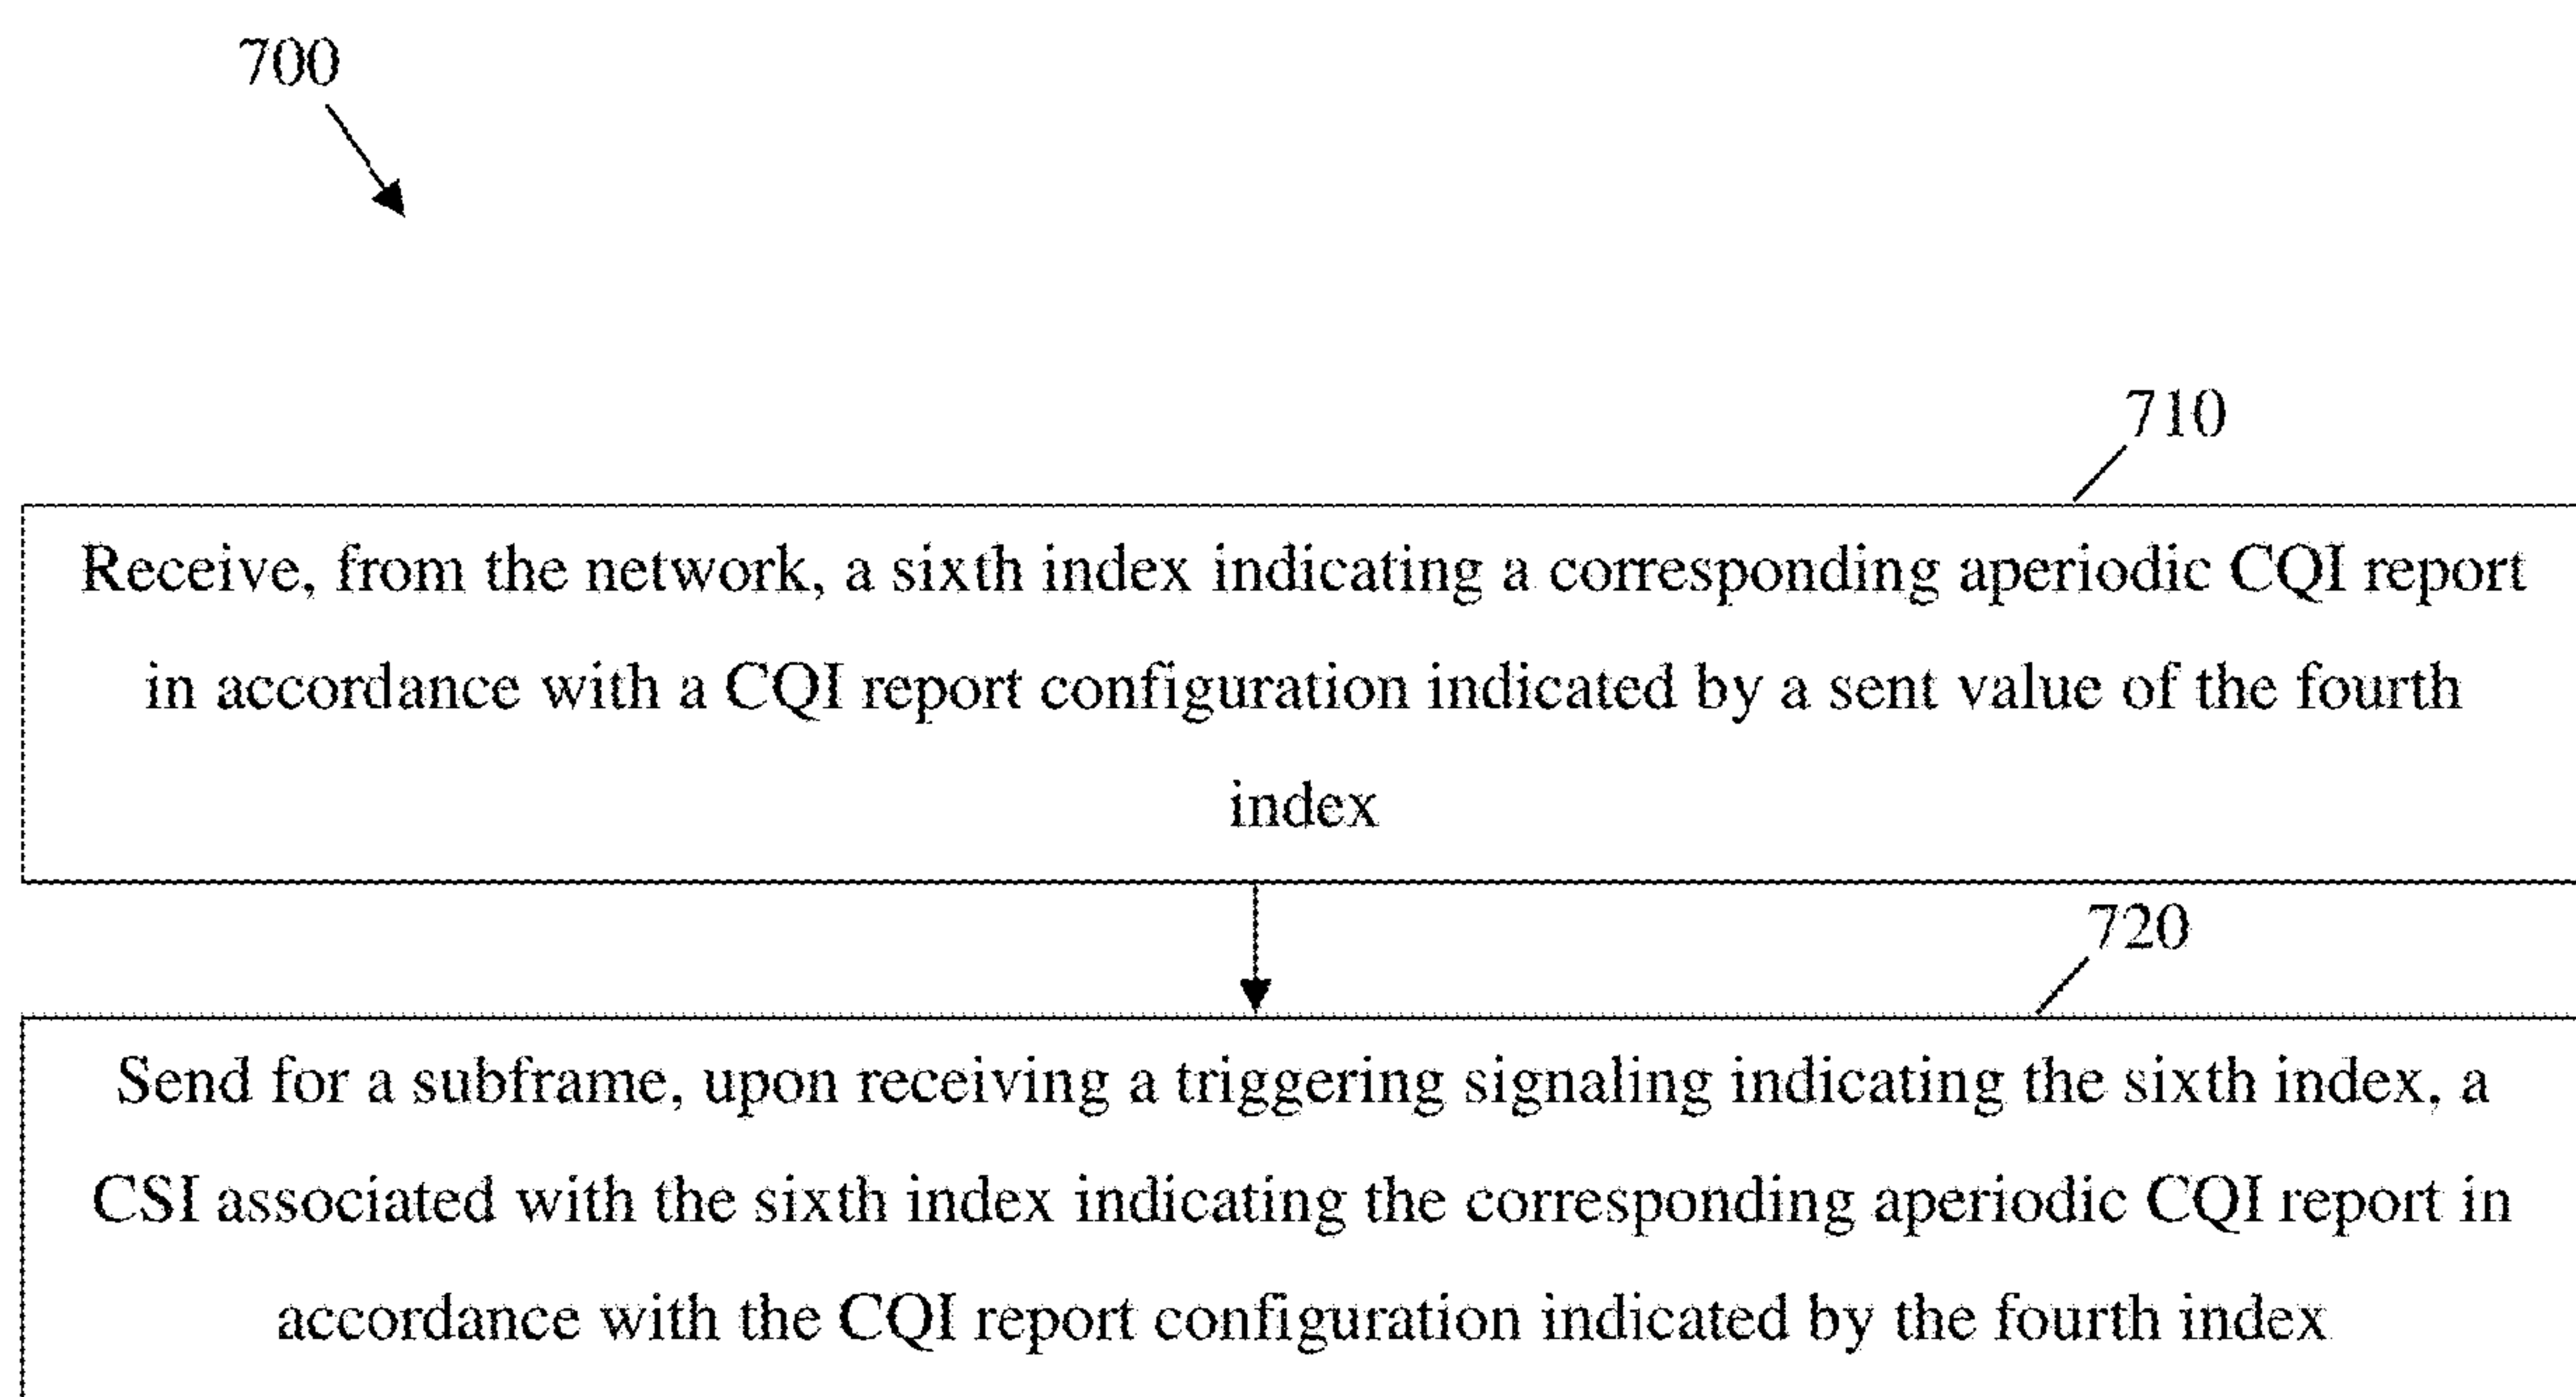 700
710
Receive, from the network, a sixth index indicating a corresponding aperiodic CQI report
in accordance with a CQI report configuration indicated by a sent value of the fourth
index
720
Send for a subframe, upon receiving a triggering signaling indicating the sixth index, a
CSI associated with the sixth index indicating the corresponding aperiodic CQI report in
accordance with the CQI report configuration indicated by the fourth index